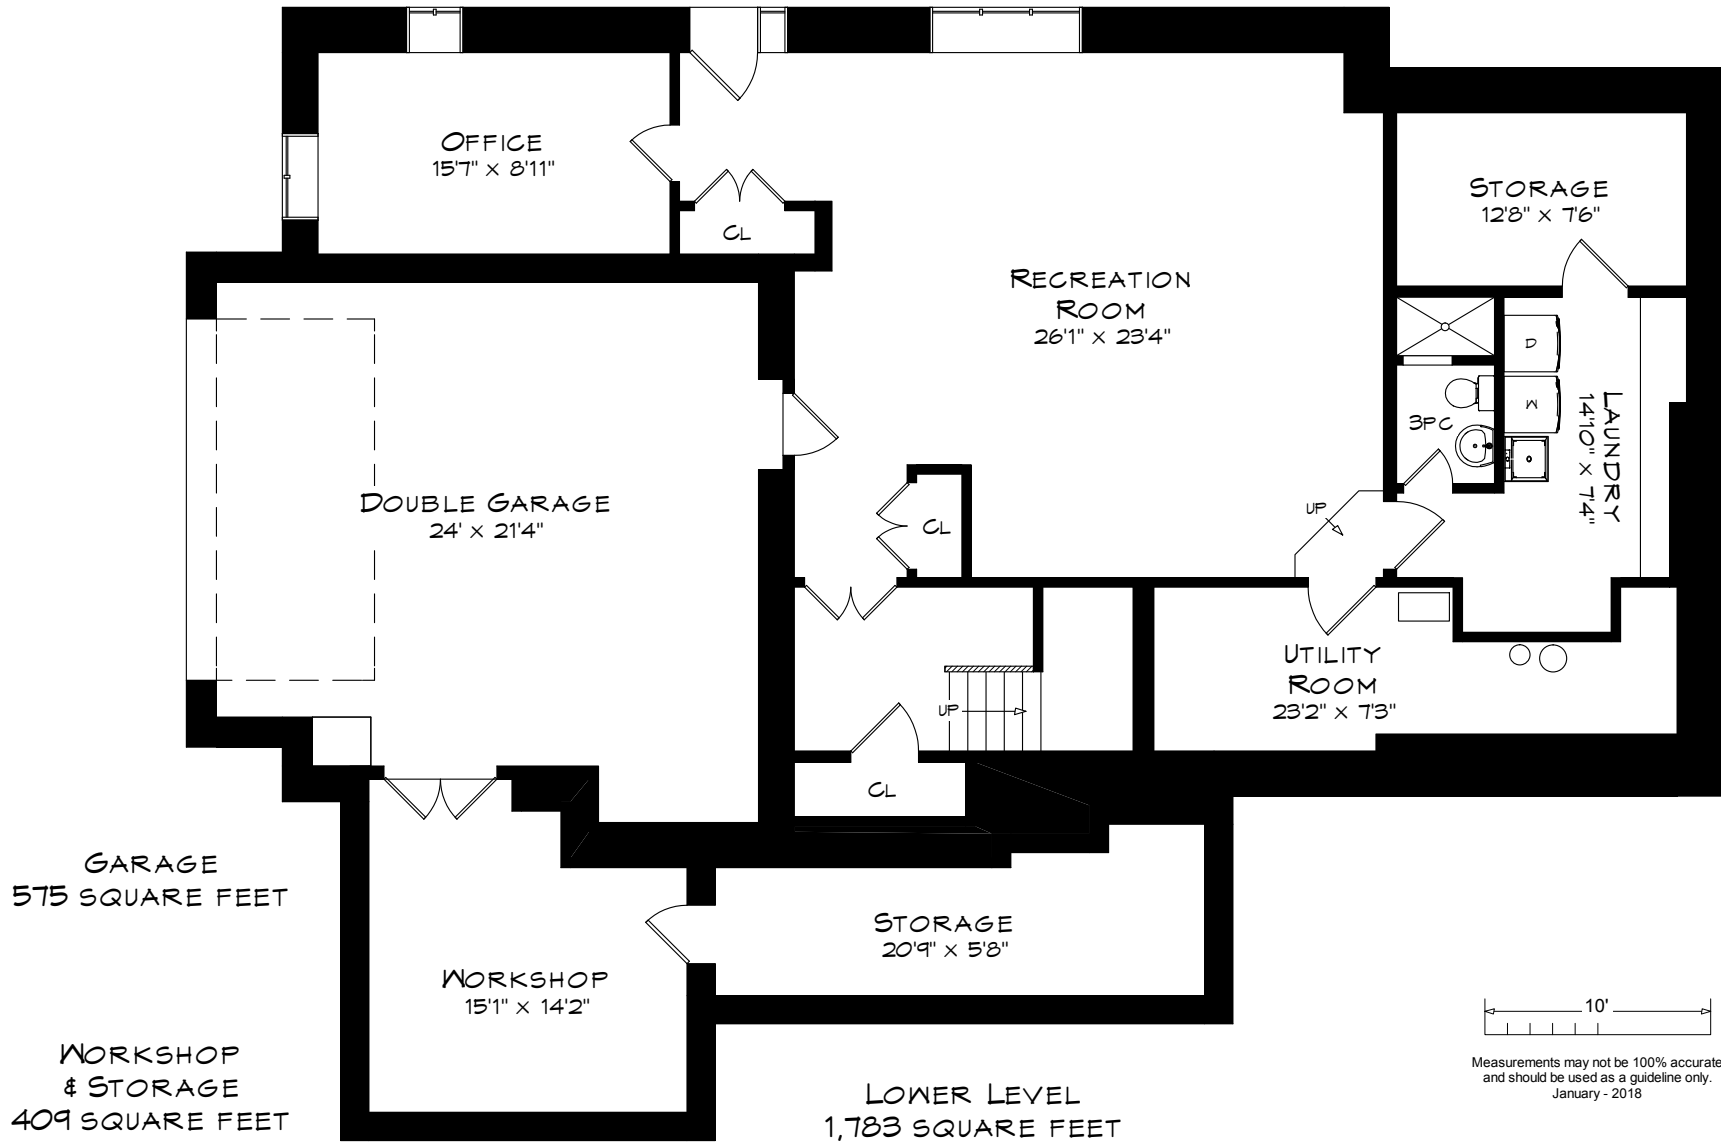 OFFICE
15'7" x 8'11"
CL
STORAGE
12'8" x 7'6"
RECREATION
ROOM
26'1" x 23'4"
D
W
3PC
LAUNDRY
14'10" x 7'4"
DOUBLE GARAGE
24' x 21'4"
CL
UP
UTILITY
ROOM
23'2" x 7'3"
UP
CL
GARAGE
575 SQUARE FEET
STORAGE
20'9" x 5'8"
WORKSHOP
15'1" x 14'2"
10'
WORKSHOP
& STORAGE
409 SQUARE FEET
LOWER LEVEL
1,783 SQUARE FEET
Measurements may not be 100% accurate
and should be used as a guideline only.
January - 2018